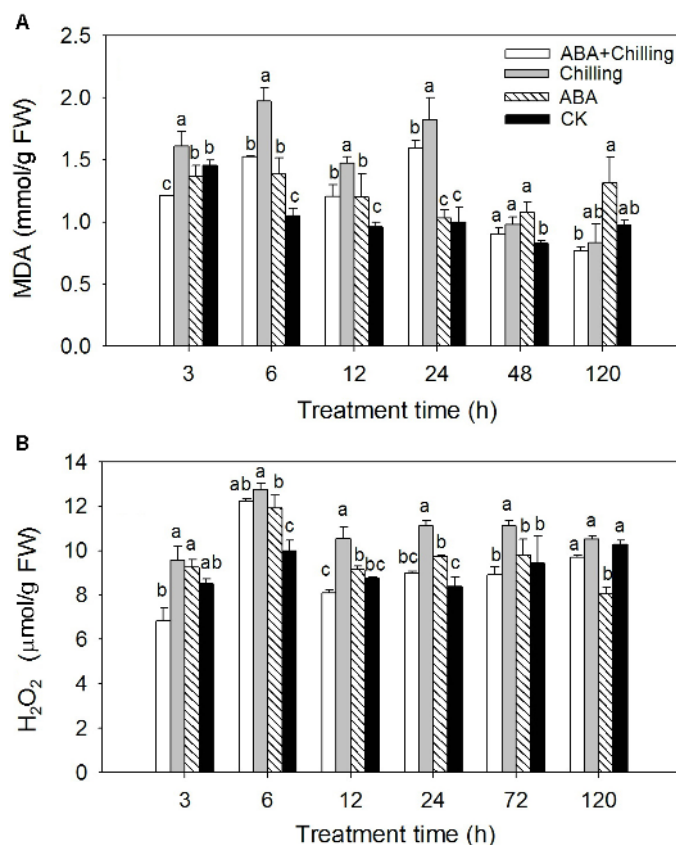 A
2.5
2.0
1.5
1.0
0.5
0.0
MDA (mmol/g FW)
ABA+Chilling
Chilling
ABA
CK
c a b b
b a b c
b a b c
b a c c
a a a b
b ab a ab
3 6 12 24 48 120
Treatment time (h)
B
14
12
10
8
6
4
2
0
H₂O₂ (μmol/g FW)
b a a ab
ab a b c
c a b bc
bc a b c
b a b b
a a b a
3 6 12 24 72 120
Treatment time (h)